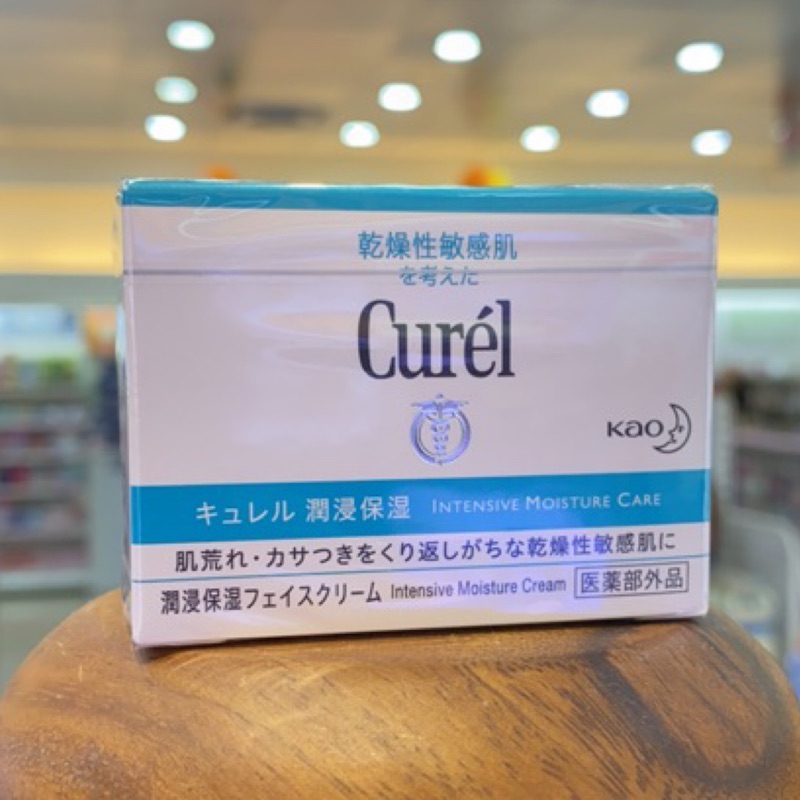 乾燥性敏感肌
を考えた
Curél
Kao
キュレル 潤浸保湿 INTENSIVE MOISTURE CARE
肌荒れ・カサつきをくり返しがちな乾燥性敏感肌に
潤浸保湿フェイスクリーム Intensive Moisture Cream 医薬部外品